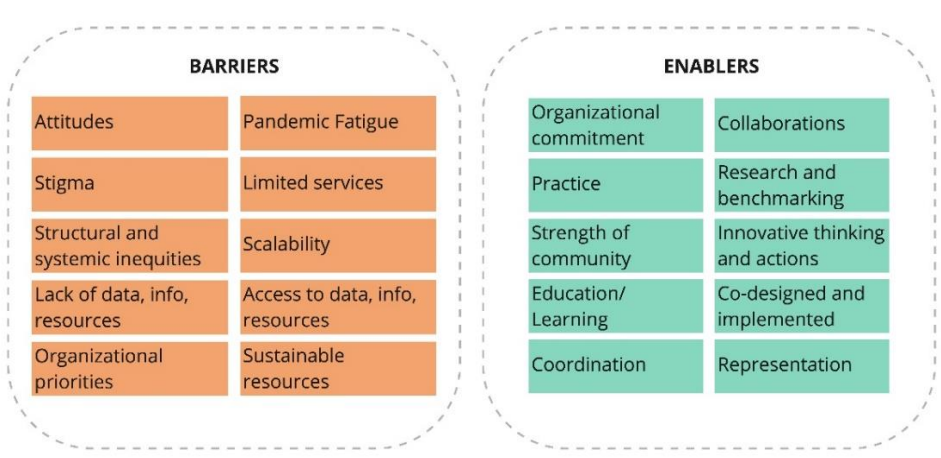 BARRIERS
Attitudes
Pandemic Fatigue
Stigma
Limited services
Structural and
systemic inequities
Scalability
Lack of data, info,
resources
Access to data, info,
resources
Organizational
priorities
Sustainable
resources
ENABLERS
Organizational
commitment
Collaborations
Practice
Research and
benchmarking
Strength of
community
Innovative thinking
and actions
Education/
Learning
Co-designed and
implemented
Coordination
Representation